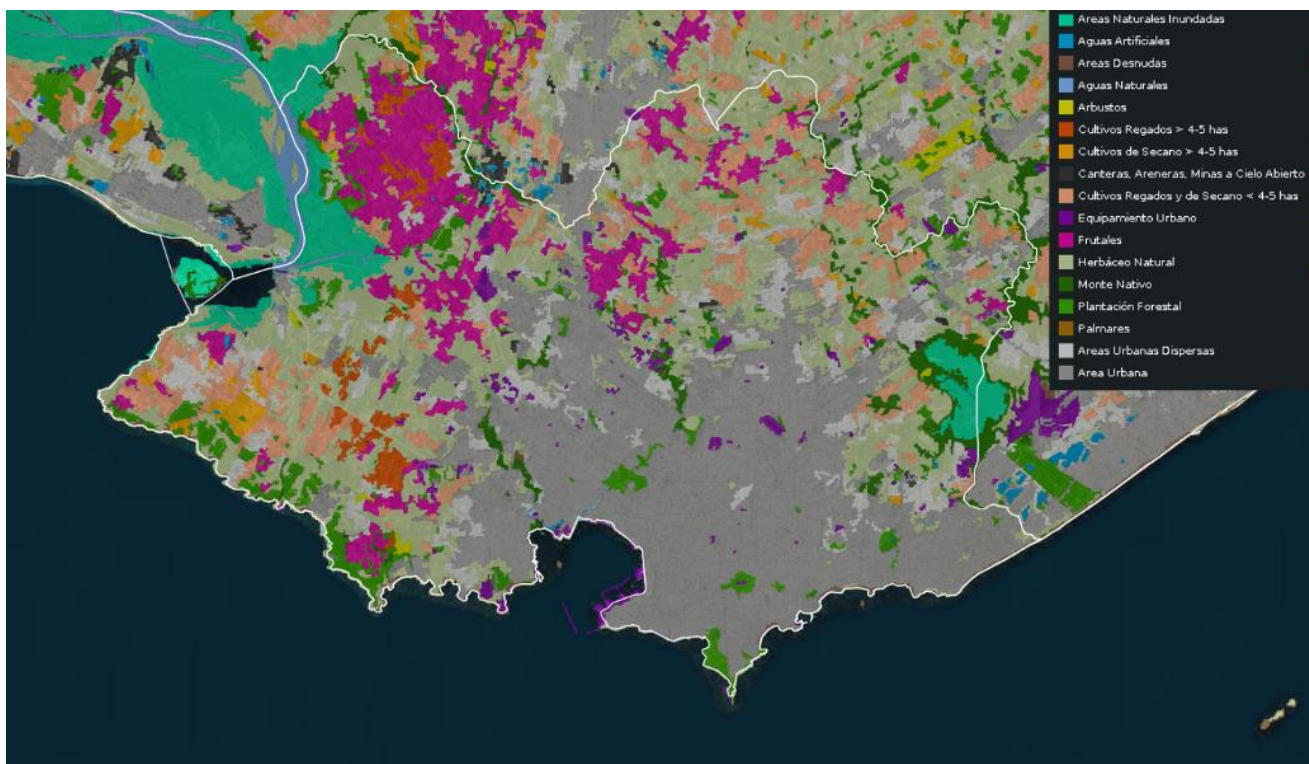 Areas Naturales Inundadas
Aguas Artificiales
Areas Desnudas
Aguas Naturales
Arbustos
Cultivos Regados > 4-5 has
Cultivos de Secano > 4-5 has
Canteras, Areneras, Minas a Cielo Abierto
Cultivos Regados y de Secano < 4-5 has
Equipamiento Urbano
Frutales
Herbáceo Natural
Monte Nativo
Plantación Forestal
Palmares
Areas Urbanas Dispersas
Area Urbana